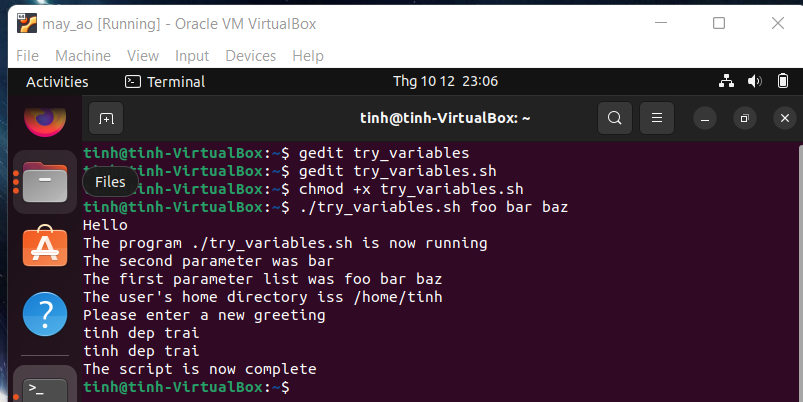 may_ao [Running] - Oracle VM VirtualBox
File Machine View Input Devices Help
Activities Terminal Thg 10 12 23:06
tinh@tinh-VirtualBox: ~
tinh@tinh-VirtualBox:~$ gedit try_variables
tinh@tinh-VirtualBox:~$ gedit try_variables.sh
Files
tinh@tinh-VirtualBox:~$ chmod +x try_variables.sh
tinh@tinh-VirtualBox:~$ ./try_variables.sh foo bar baz
Hello
The program ./try_variables.sh is now running
The second parameter was bar
The first parameter list was foo bar baz
The user's home directory iss /home/tinh
Please enter a new greeting
tinh dep trai
tinh dep trai
The script is now complete
tinh@tinh-VirtualBox:~$